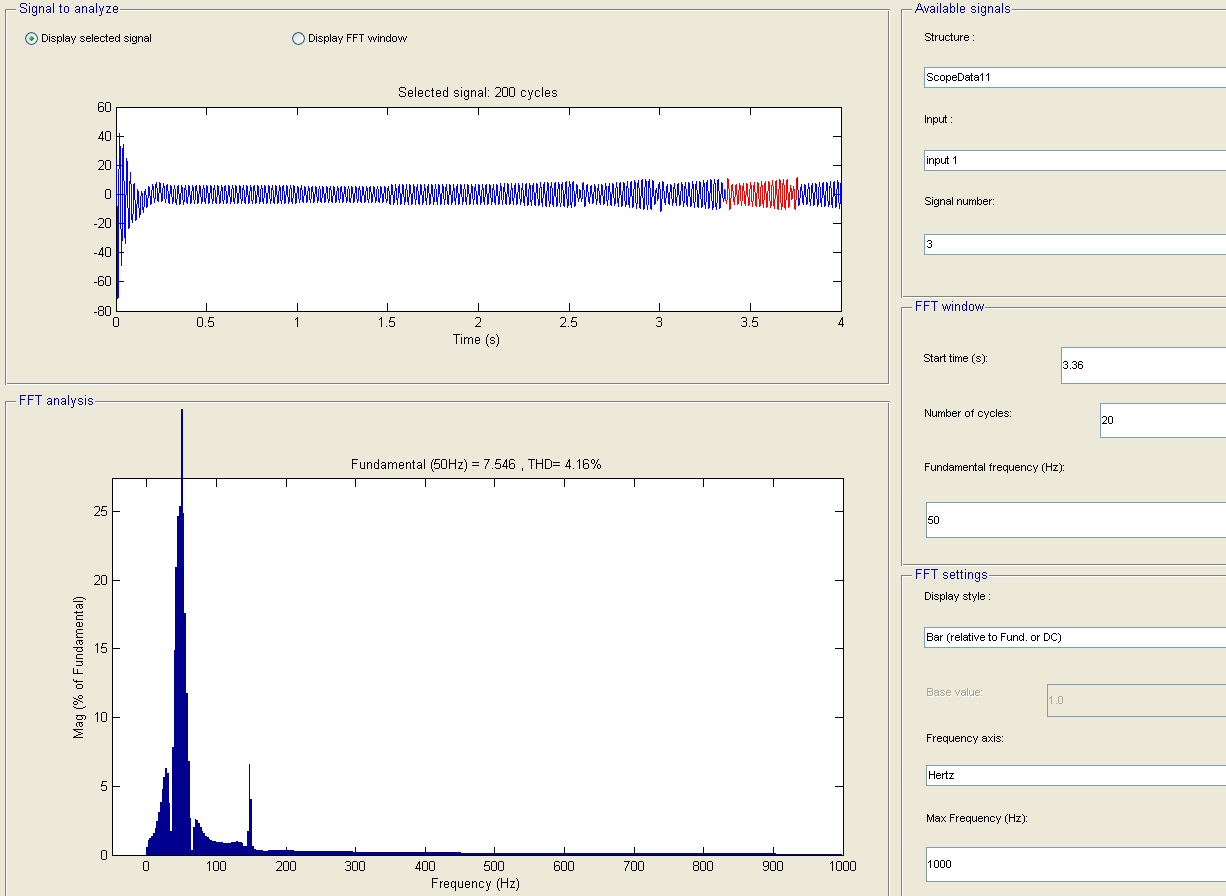 Signal to analyze
Display selected signal
Display FFT window
Selected signal: 200 cycles
60
40
20
0
-20
-40
-60
-80
0 0.5 1 1.5 2 2.5 3 3.5 4
Time (s)
FFT analysis
Fundamental (50Hz) = 7.546 , THD= 4.16%
25
20
15
10
5
0
Mag (% of Fundamental)
0 100 200 300 400 500 600 700 800 900 1000
Frequency (Hz)
Available signals
Structure :
ScopeData11
Input :
input 1
Signal number:
3
FFT window
Start time (s):
3.36
Number of cycles:
20
Fundamental frequency (Hz):
50
FFT settings
Display style :
Bar (relative to Fund. or DC)
Base value:
1.0
Frequency axis:
Hertz
Max Frequency (Hz):
1000